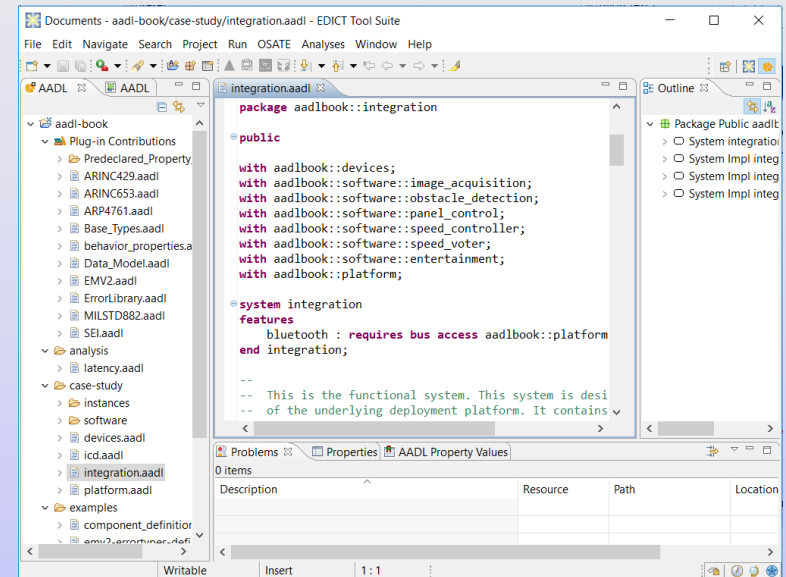 Documents - aadl-book/case-study/integration.aadl - EDICT Tool Suite
File Edit Navigate Search Project Run OSATE Analyses Window Help
AADL AADL
aadl-book
Plug-in Contributions
Predeclared_Property_
ARINC429.aadl
ARINC653.aadl
ARP4761.aadl
Base_Types.aadl
behavior_properties.a
Data_Model.aadl
EMV2.aadl
ErrorLibrary.aadl
MILSTD882.aadl
SEI.aadl
analysis
latency.aadl
case-study
instances
software
devices.aadl
icd.aadl
integration.aadl
platform.aadl
examples
component_definition
integration.aadl
package aadlbook::integration
public
with aadlbook::devices;
with aadlbook::software::image_acquisition;
with aadlbook::software::obstacle_detection;
with aadlbook::software::panel_control;
with aadlbook::software::speed_controller;
with aadlbook::software::speed_voter;
with aadlbook::software::entertainment;
with aadlbook::platform;
system integration
features
bluetooth : requires bus access aadlbook::platform
end integration;
--
-- This is the functional system. This system is desi
-- of the underlying deployment platform. It contains
Outline
Package Public aadlb
System integration
System Impl integ
System Impl integ
System Impl integ
Problems Properties AADL Property Values
0 items
Description Resource Path Location
Writable Insert 1 : 1